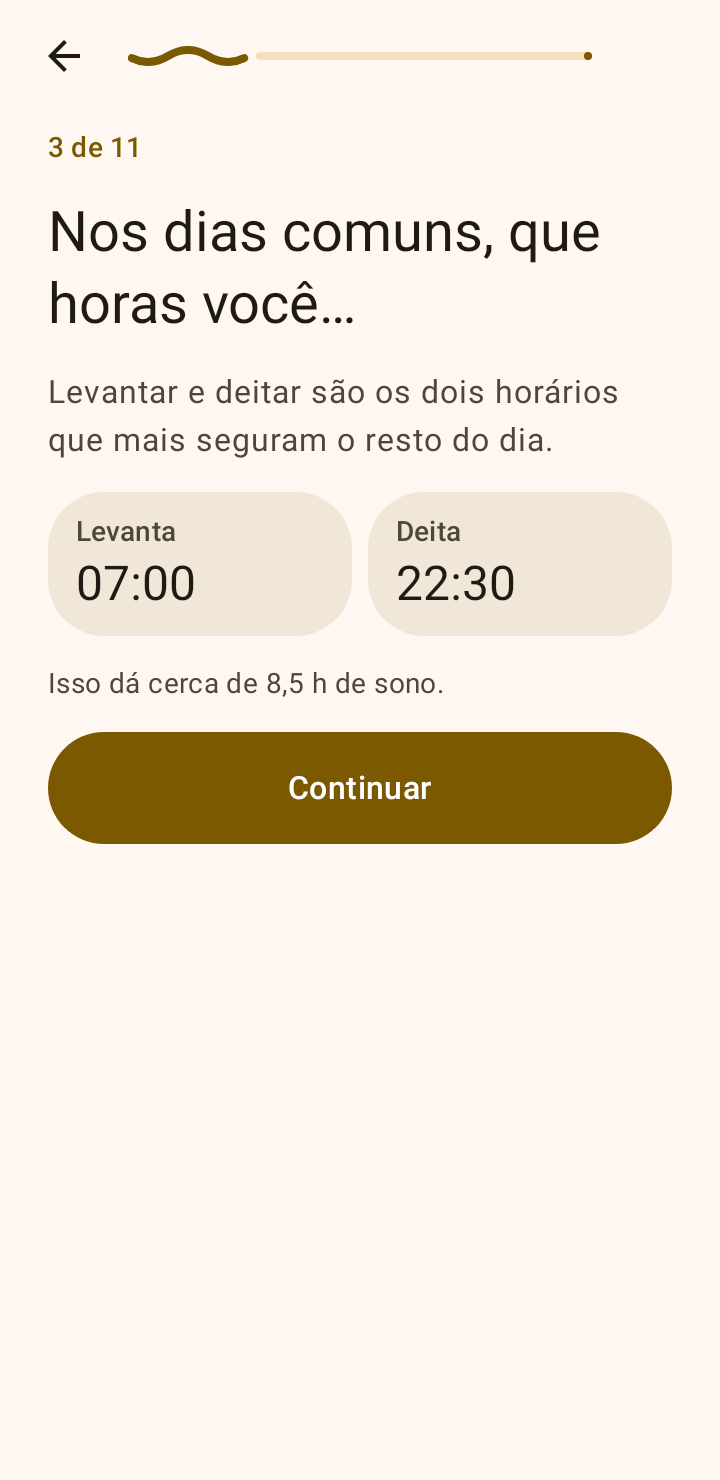 3 de 11
Nos dias comuns, que
horas você…
Levantar e deitar são os dois horários
que mais seguram o resto do dia.
Levanta
07:00
Deita
22:30
Isso dá cerca de 8,5 h de sono.
Continuar